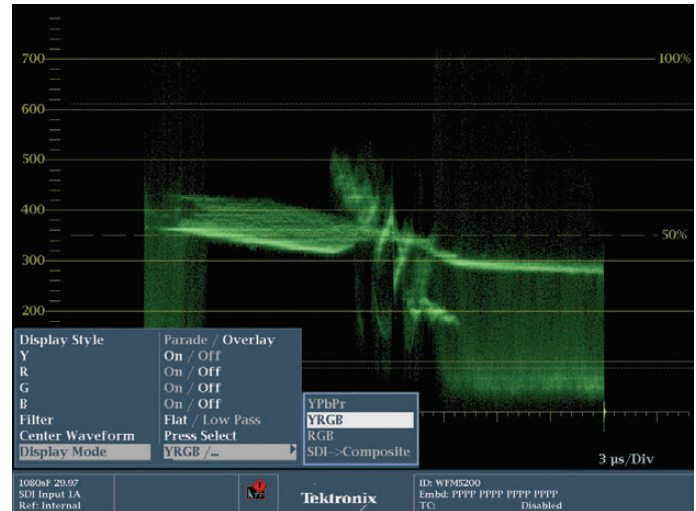 700
100%
600
500
400
50%
300
200
Display Style Parade / Overlay
Y On / Off
R On / Off
G On / Off
B On / Off
Filter Flat / Low Pass
Center Waveform Press Select
Display Mode YRGB /...
YPbPr
YRGB
RGB
SDI->Composite
3 µs/Div
1080sF 29.97
SDI Input 1A
Ref: Internal
Tektronix
ID: WFM5200
Embd: PPPP PPPP PPPP PPPP
TC: Disabled